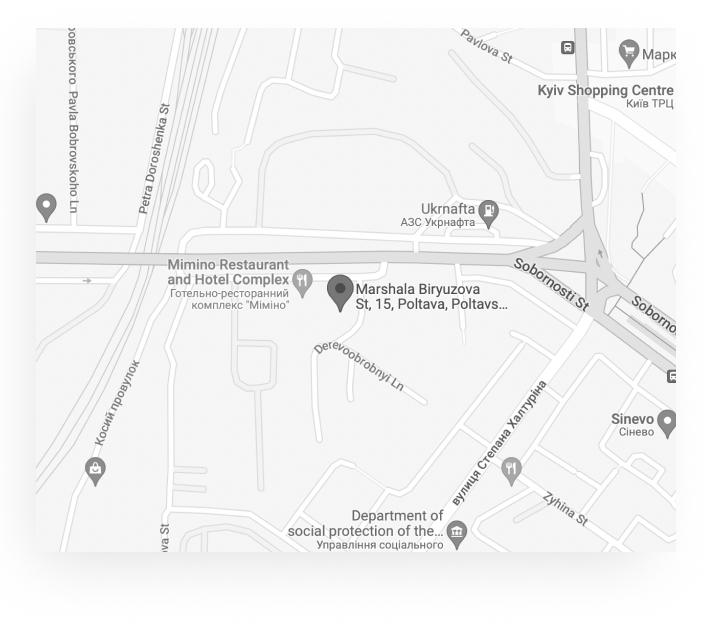 ровського Pavla Bobrovskoho Ln
Petra Doroshenka St
Pavlova St
Марк
Kyiv Shopping Centre
Київ ТРЦ
Ukrnafta
АЗС Укрнафта
Mimino Restaurant
and Hotel Complex
Готельно-ресторанний
комплекс "Міміно"
Marshala Biryuzova
St, 15, Poltava, Poltavs...
Sobornosti St
Soborno
Derevoobrobnyi Ln
Косий провулок
вулиця Степана Халтуріна
Sinevo
Сінево
Zyhina St
Department of
social protection of the...
Управління соціального
va St